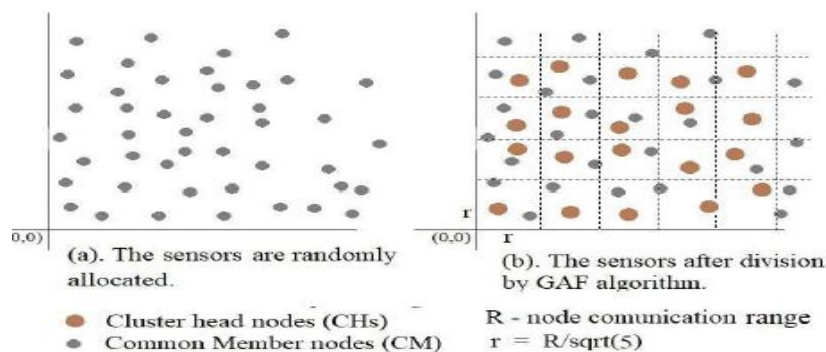 r
0,0)
(0,0)
r
(a). The sensors are randomly allocated.
(b). The sensors after division by GAF algorithm.
Cluster head nodes (CHs)
Common Member nodes (CM)
R - node comunication range
r = R/sqrt(5)